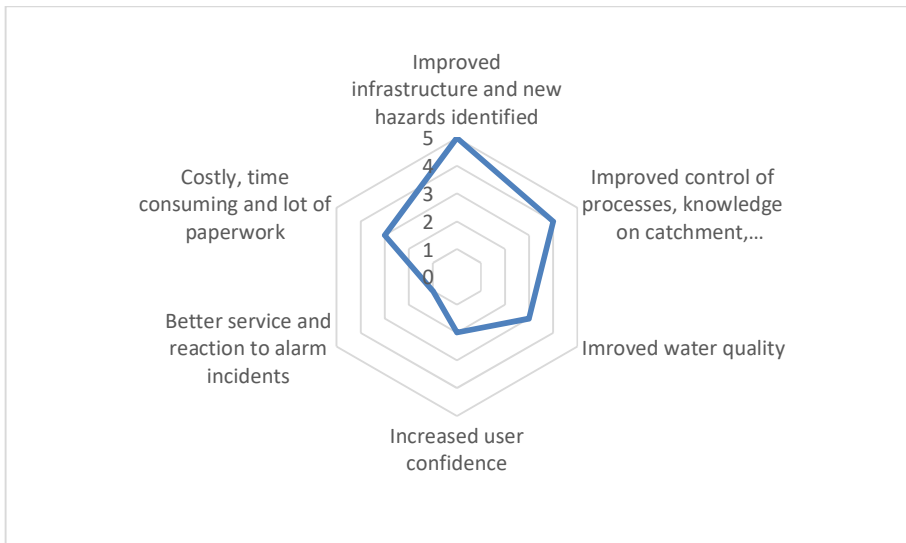 Improved
infrastructure and new
hazards identified
5
4
3
2
1
0
Improved control of
processes, knowledge
on catchment,...
Imroved water quality
Increased user
confidence
Better service and
reaction to alarm
incidents
Costly, time
consuming and lot of
paperwork